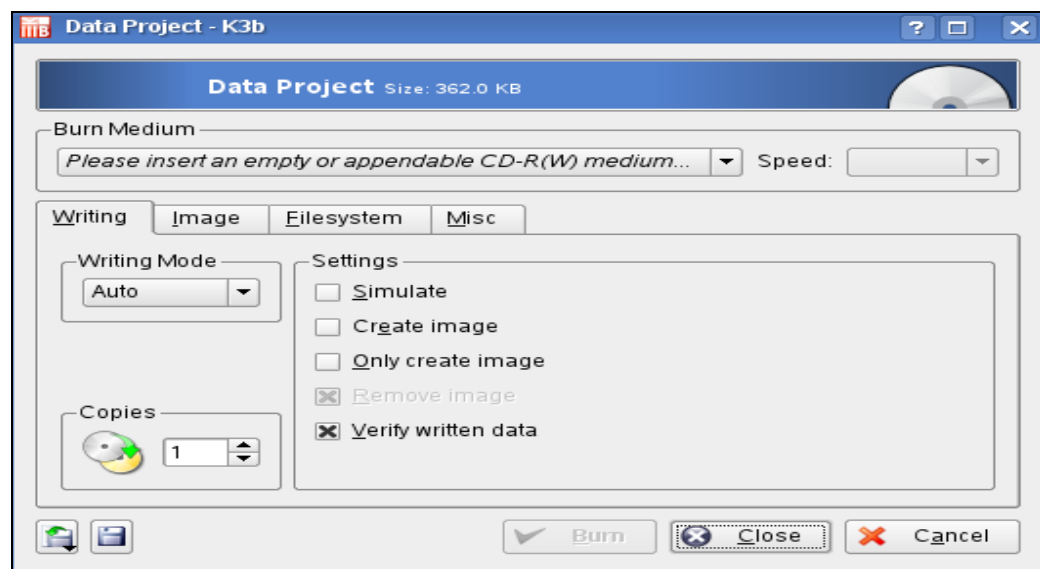 Data Project - K3b
Data Project Size: 362.0 KB
Burn Medium
Please insert an empty or appendable CD-R(W) medium... Speed:
Writing Image Filesystem Misc
Writing Mode Settings
Auto Simulate
Create image
Only create image
Remove image
Copies Verify written data
1
Burn Close Cancel